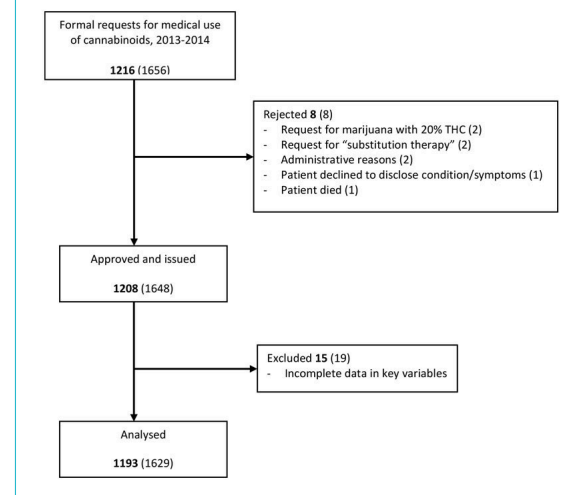 Formal requests for medical use
of cannabinoids, 2013-2014
1216 (1656)
Rejected 8 (8)
- Request for marijuana with 20% THC (2)
- Request for “substitution therapy” (2)
- Administrative reasons (2)
- Patient declined to disclose condition/symptoms (1)
- Patient died (1)
Approved and issued
1208 (1648)
Excluded 15 (19)
- Incomplete data in key variables
Analysed
1193 (1629)